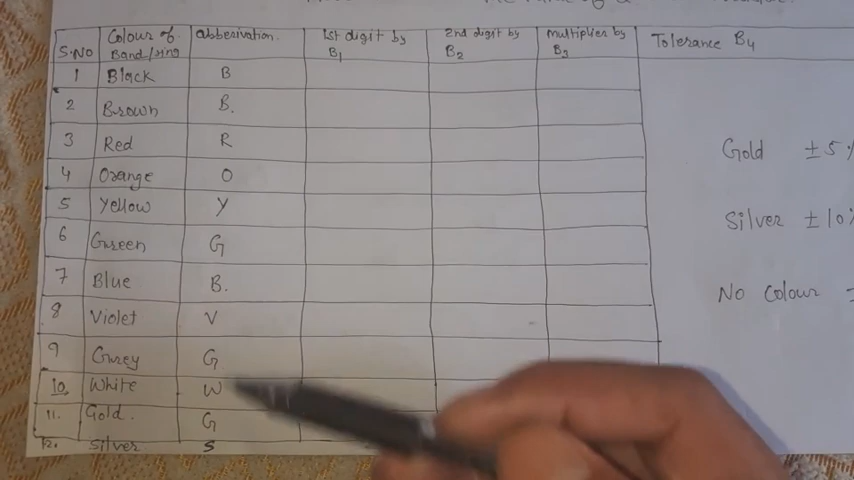 S.NO Colour of Band/ring abberivation. 1st digit by B1 2nd digit by B2 multiplier by B3 Tolerance B4
1 Black B
2 Brown B.
3 Red R
4 Orange O
5 Yellow Y
6 Green G
7 Blue B.
8 Violet V
9 Grey G
10. White W
11. Gold. G
12. Silver S
Gold ±5%
Silver ±10%
No Colour